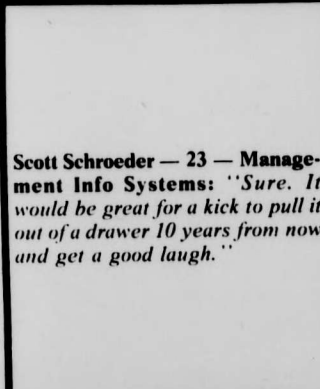 Scott Schroeder — 23 — Manage-
ment Info Systems: "Sure. It
would be great for a kick to pull it
out of a drawer 10 years from now
and get a good laugh."